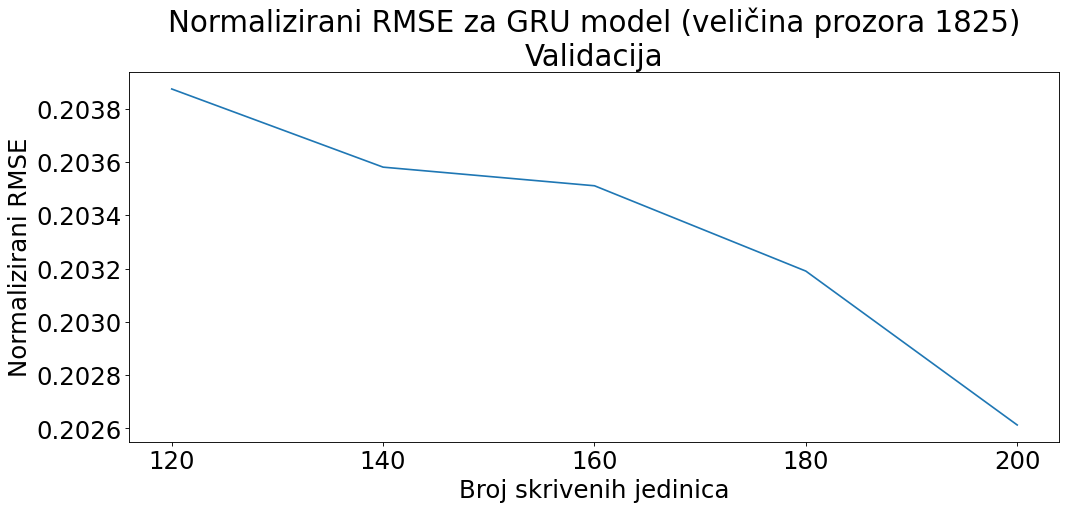 Normalizirani RMSE za GRU model (veličina prozora 1825)
Validacija
Normalizirani RMSE
0.2038
0.2036
0.2034
0.2032
0.2030
0.2028
0.2026
120 140 160 180 200
Broj skrivenih jedinica